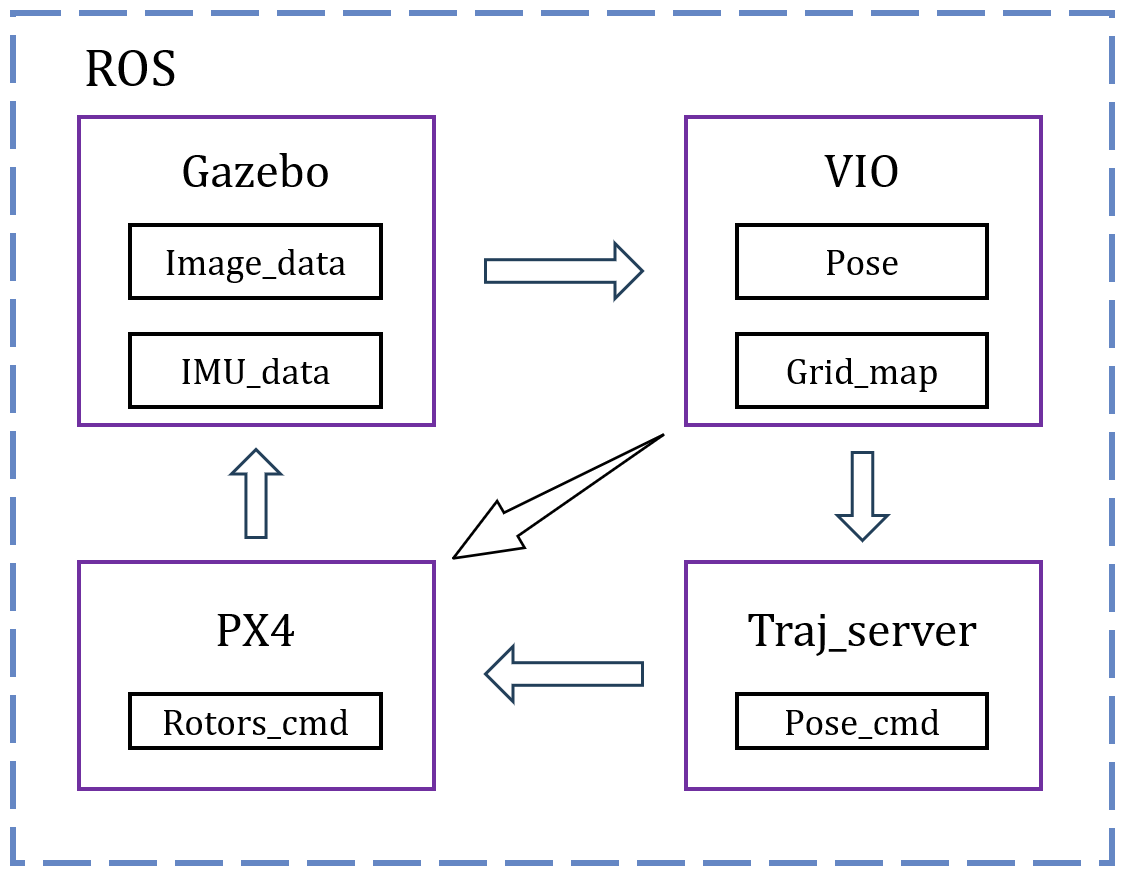 ROS
Gazebo
Image_data
IMU_data
VIO
Pose
Grid_map
PX4
Rotors_cmd
Traj_server
Pose_cmd